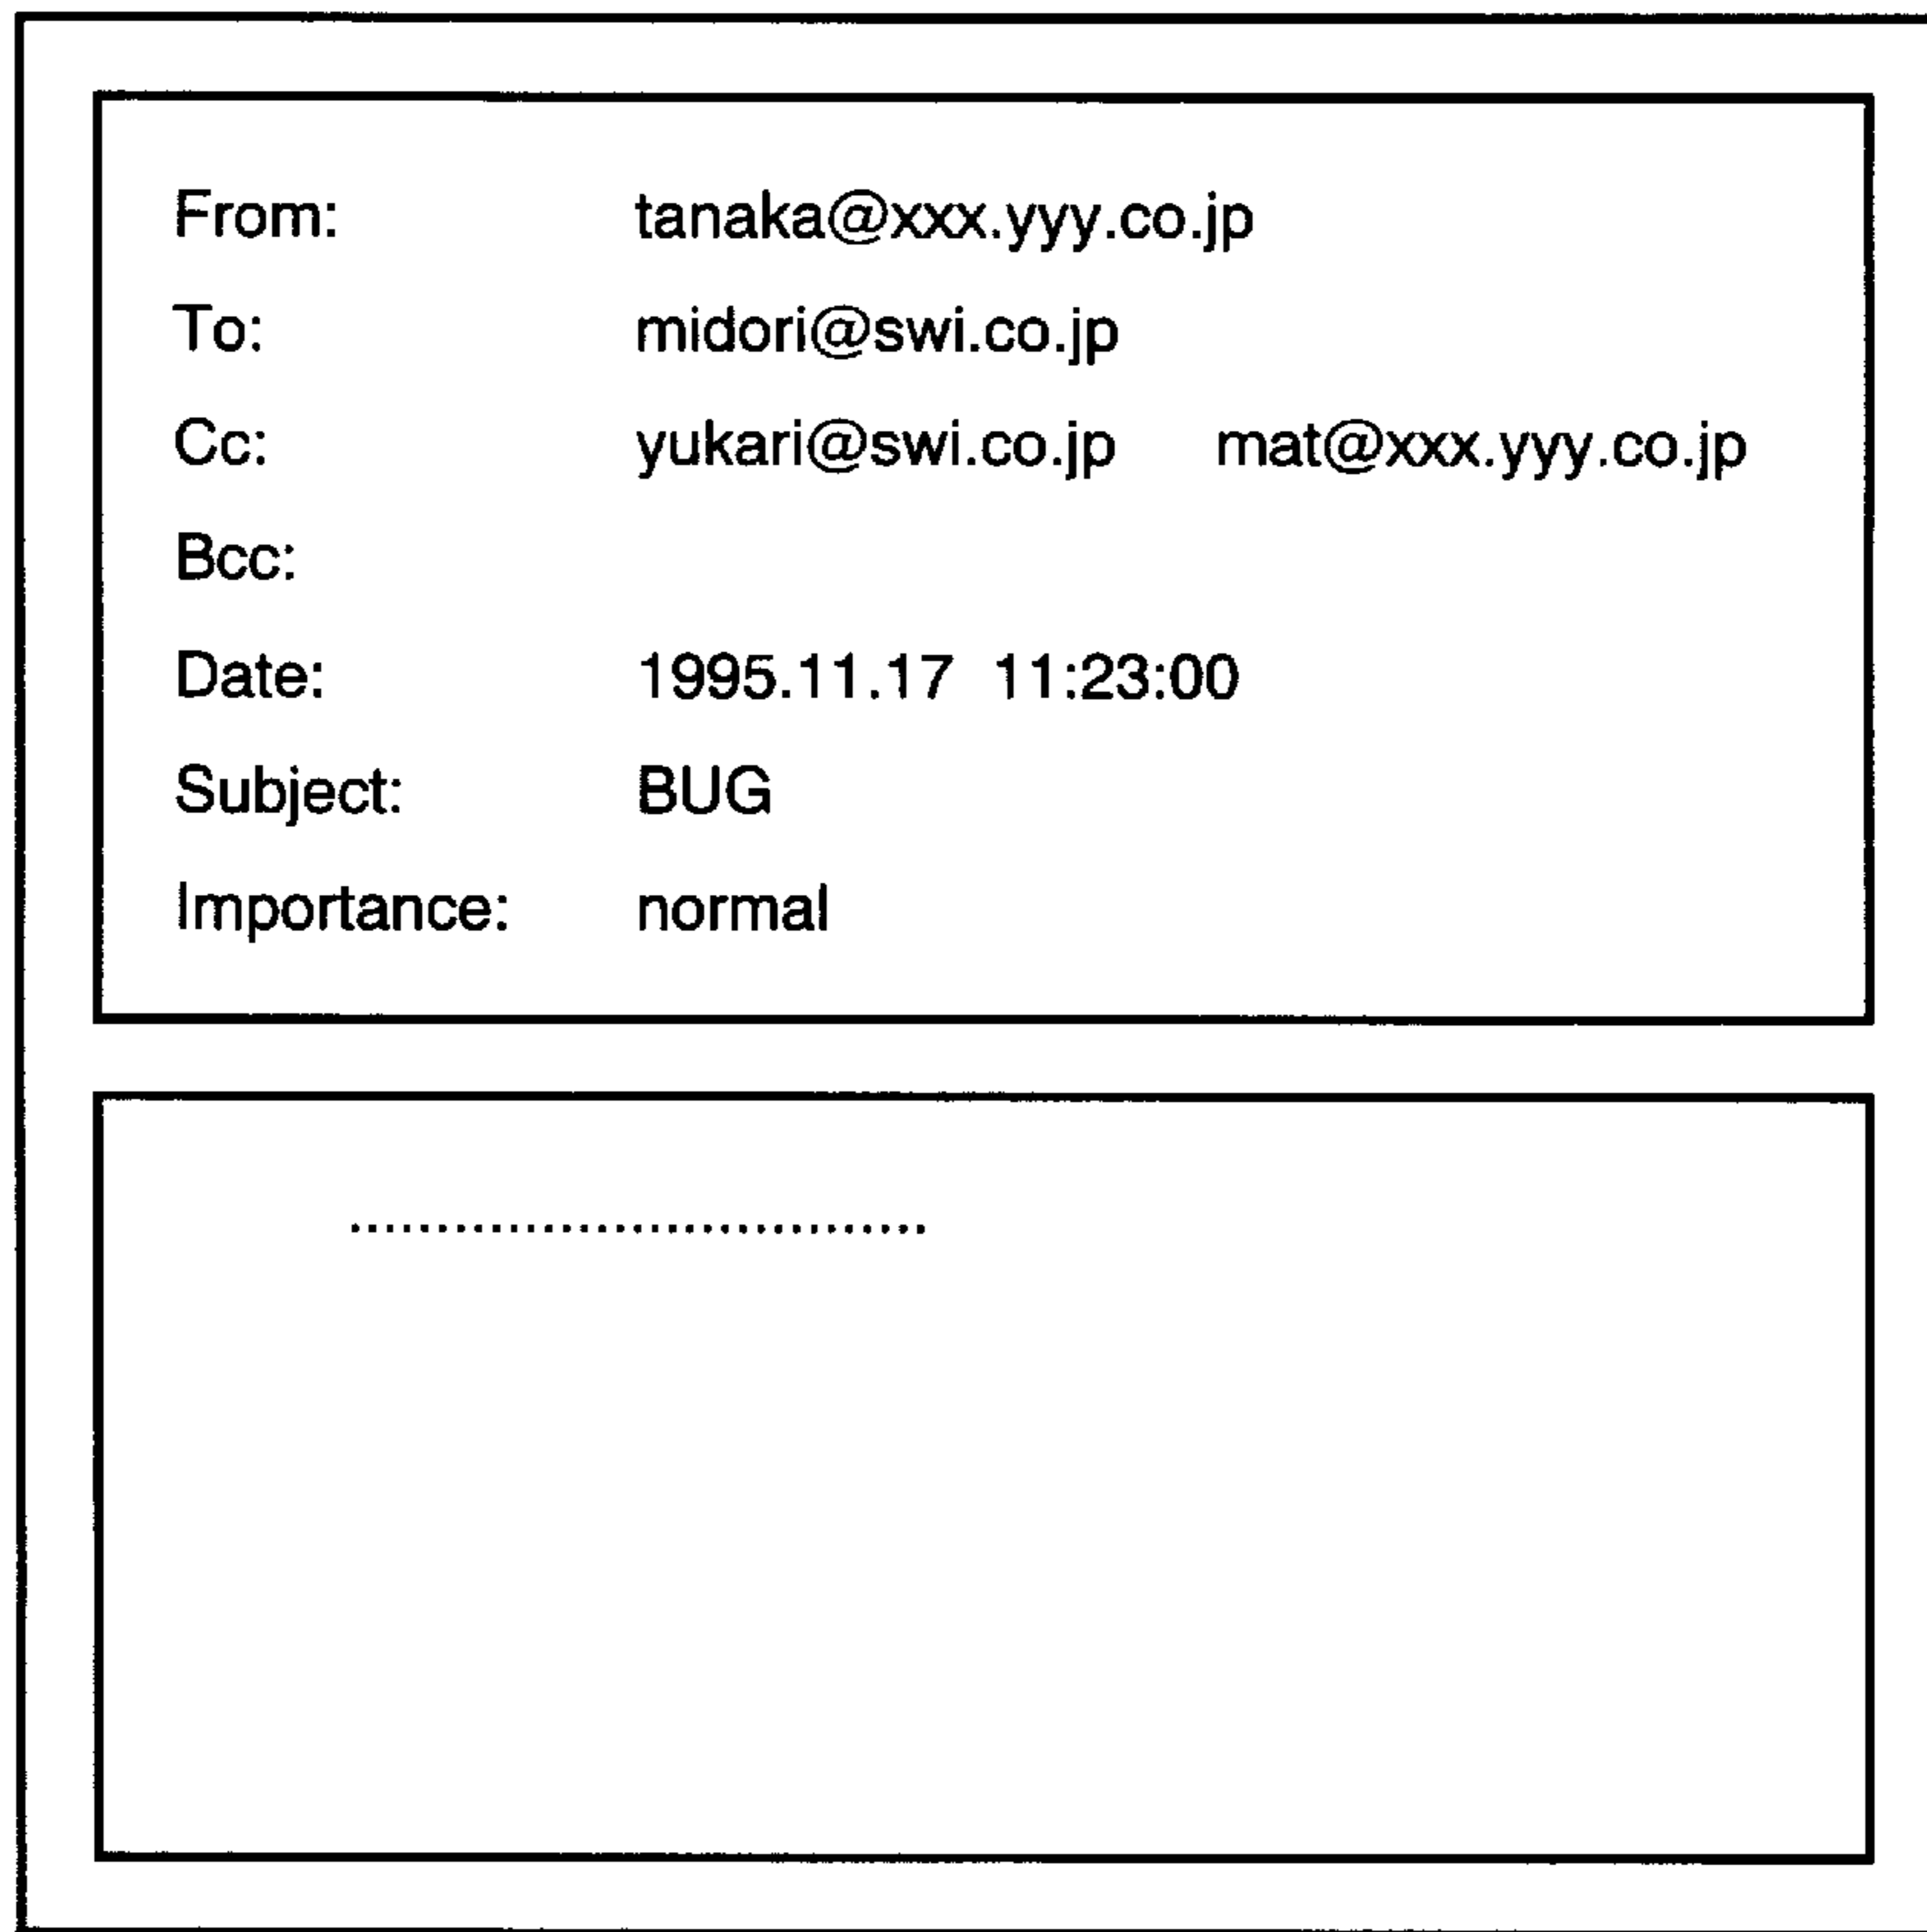 From: tanaka@xxx.yyy.co.jp
To: midori@swi.co.jp
Cc: yukari@swi.co.jp mat@xxx.yyy.co.jp
Bcc:
Date: 1995.11.17 11:23:00
Subject: BUG
Importance: normal
.................................